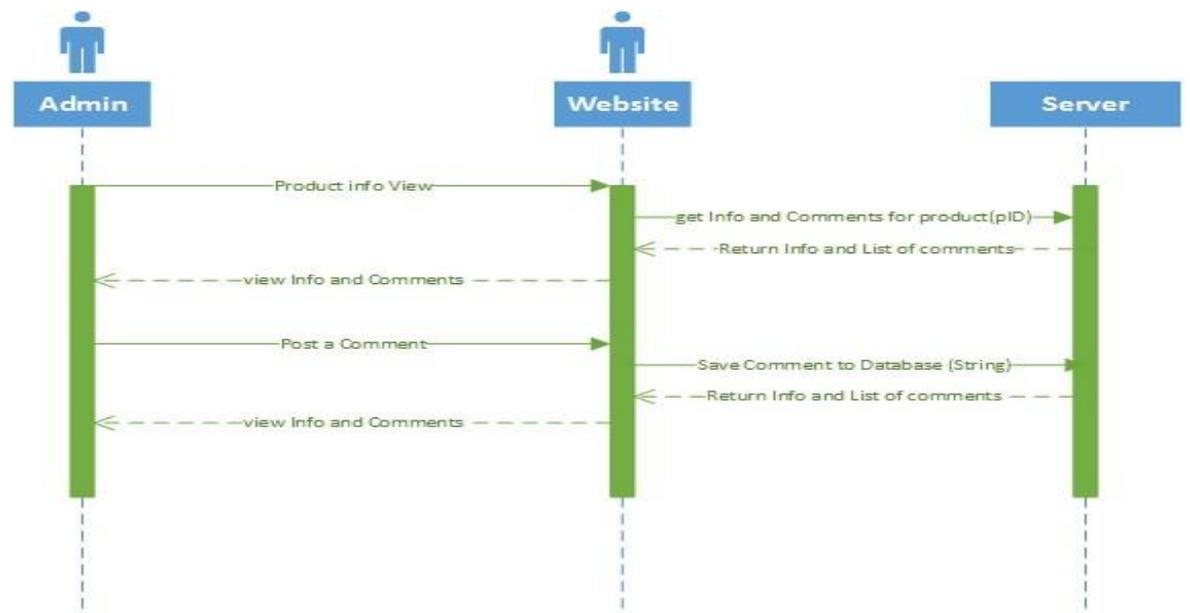 Admin
Website
Server
Product info View
get Info and Comments for product(pID)
Return Info and List of comments
view Info and Comments
Post a Comment
Save Comment to Database (String)
Return Info and List of comments
view Info and Comments